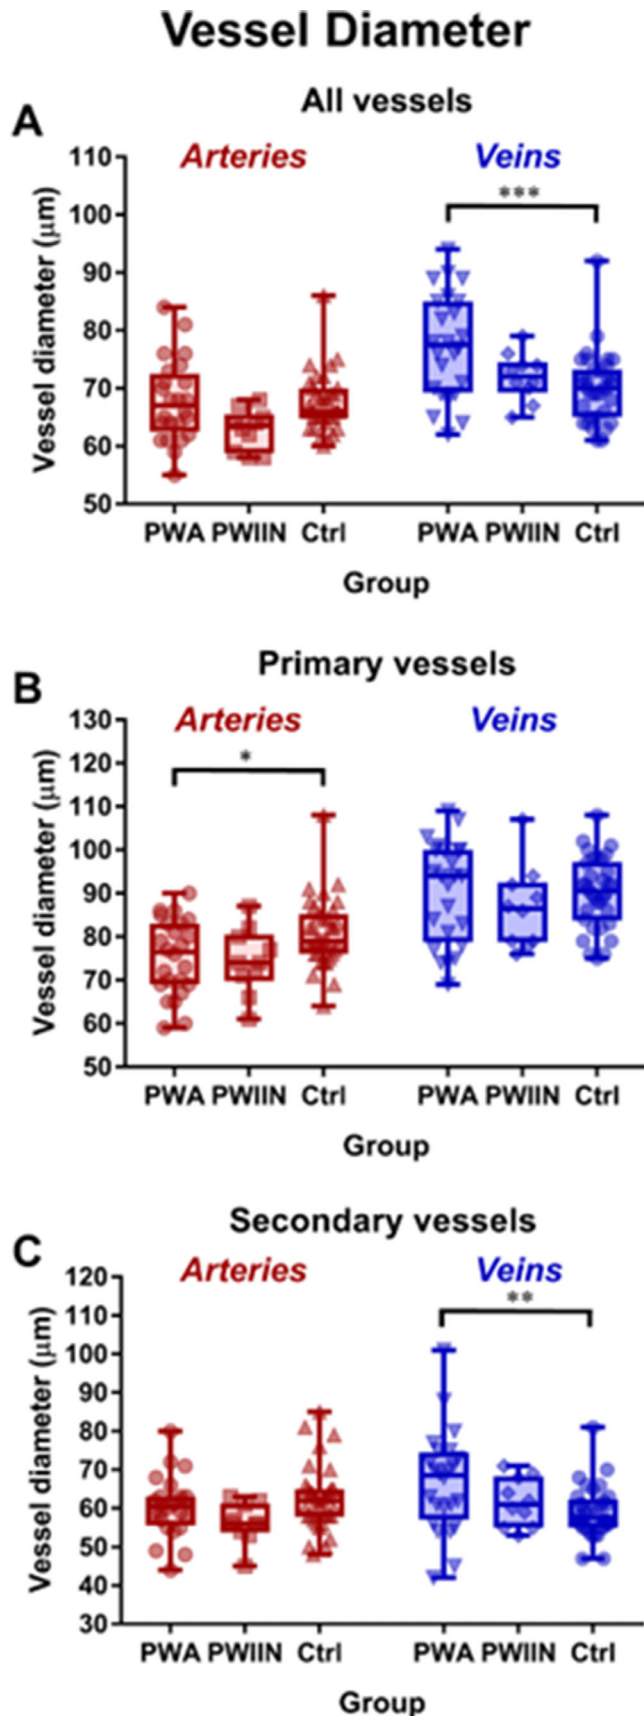 Vessel Diameter
A
All vessels
Arteries
Veins
***
110
100
90
80
70
60
50
Vessel diameter (μm)
PWA PWIIN Ctrl
PWA PWIIN Ctrl
Group
Primary vessels
B
Arteries
Veins
*
130
120
110
100
90
80
70
60
50
Vessel diameter (μm)
PWA PWIIN Ctrl
PWA PWIIN Ctrl
Group
Secondary vessels
C
Arteries
Veins
**
120
110
100
90
80
70
60
50
40
30
Vessel diameter (μm)
PWA PWIIN Ctrl
PWA PWIIN Ctrl
Group